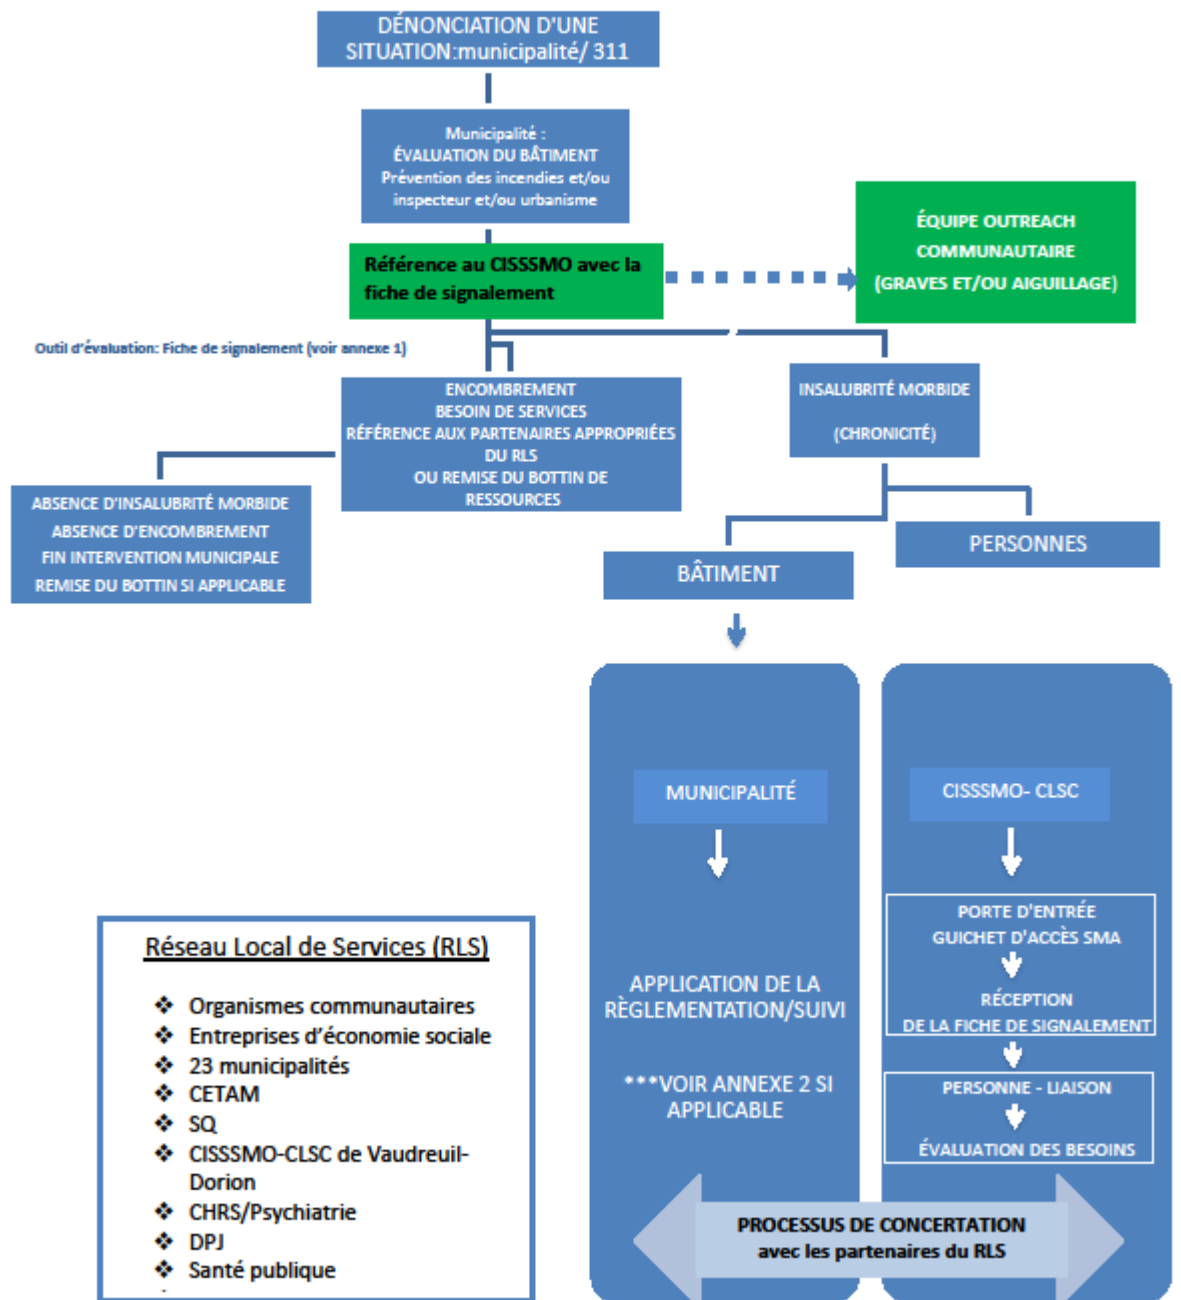 DÉNONCIATION D'UNE
SITUATION:municipalité/ 311
Municipalité :
ÉVALUATION DU BÂTIMENT
Prévention des incendies et/ou
inspecteur et/ou urbanisme
ÉQUIPE OUTREACH
COMMUNAUTAIRE
(GRAVES ET/OU AIGUILLAGE)
Référence au CISSSMO avec la
fiche de signalement
Outil d'évaluation: Fiche de signalement (voir annexe 1)
ENCOMBREMENT
BESOIN DE SERVICES
RÉFÉRENCE AUX PARTENAIRES APPROPRIÉES
DU RLS
OU REMISE DU BOTTIN DE
RESSOURCES
INSALUBRITÉ MORBIDE
(CHRONICITÉ)
ABSENCE D'INSALUBRITÉ MORBIDE
ABSENCE D'ENCOMBREMENT
FIN INTERVENTION MUNICIPALE
REMISE DU BOTTIN SI APPLICABLE
BÂTIMENT
PERSONNES
MUNICIPALITÉ
APPLICATION DE LA
RÈGLEMENTATION/SUIVI
***VOIR ANNEXE 2 SI
APPLICABLE
CISSSMO- CLSC
PORTE D'ENTRÉE
GUICHET D'ACCÈS SMA
RÉCEPTION
DE LA FICHE DE SIGNALEMENT
PERSONNE - LIAISON
ÉVALUATION DES BESOINS
PROCESSUS DE CONCERTATION
avec les partenaires du RLS
Réseau Local de Services (RLS)
❖ Organismes communautaires
❖ Entreprises d'économie sociale
❖ 23 municipalités
❖ CETAM
❖ SQ
❖ CISSSMO-CLSC de Vaudreuil-
Dorion
❖ CHRS/Psychiatrie
❖ DPJ
❖ Santé publique